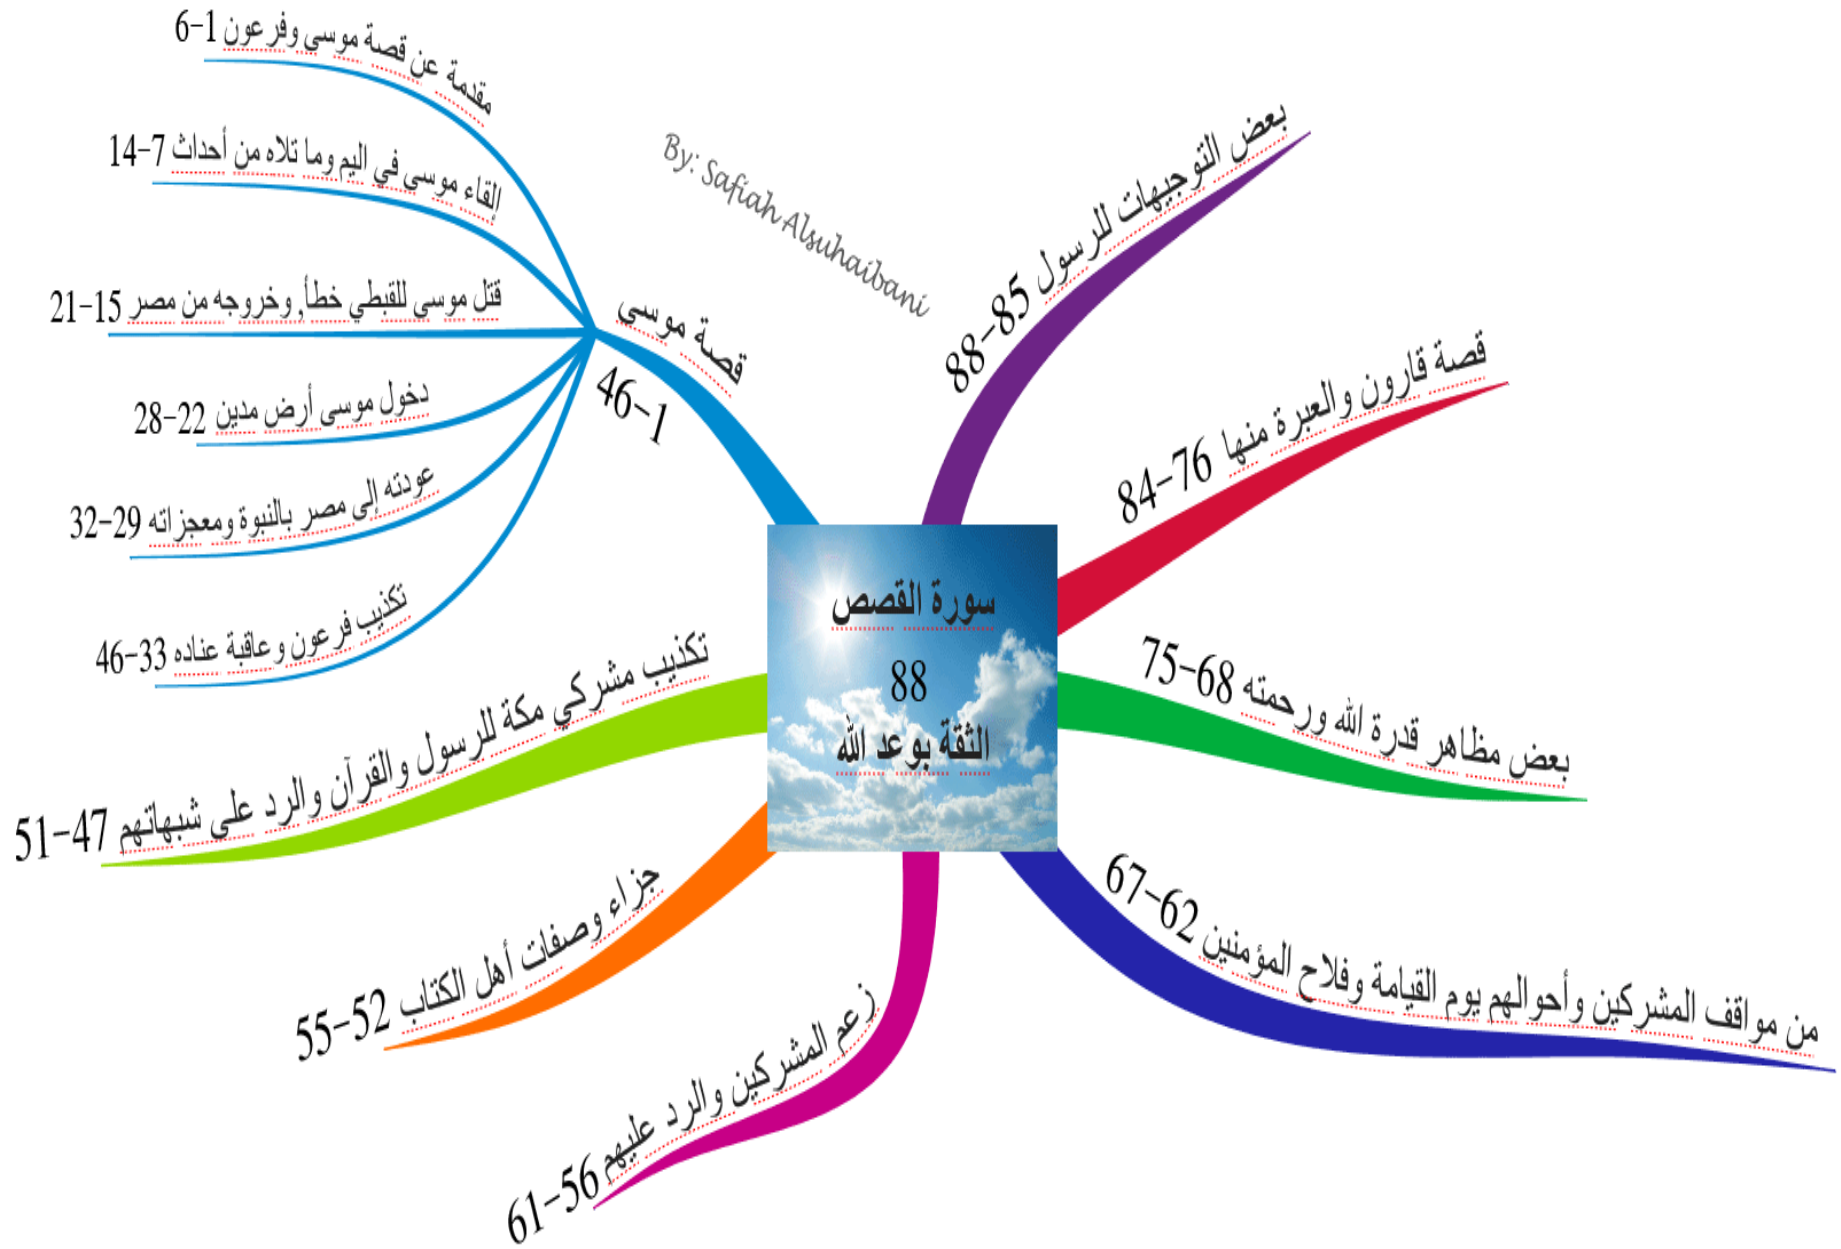 سورة القصص
88
الثقة بوعد الله
By: Safiah Alsuhaibani
بعض التوجيهات للرسول 85-88
قصة قارون والعبرة منها 76-84
بعض مظاهر قدرة الله ورحمته 68-75
من مواقف المشركين وأحوالهم يوم القيامة وفلاح المؤمنين 62-67
زعم المشركين والرد عليهم 56-61
جزاء وصفات أهل الكتاب 52-55
تكذيب مشركي مكة للرسول والقرآن والرد على شبهاتهم 47-51
قصة موسى
1-46
مقدمة عن قصة موسى وفرعون 1-6
إلقاء موسى في اليم وما تلاه من أحداث 7-14
قتل موسى للقبطي خطأ, وخروجه من مصر 15-21
دخول موسى أرض مدين 22-28
عودته إلى مصر بالنبوة ومعجزاته 29-32
تكذيب فرعون وعاقبة عناده 33-46